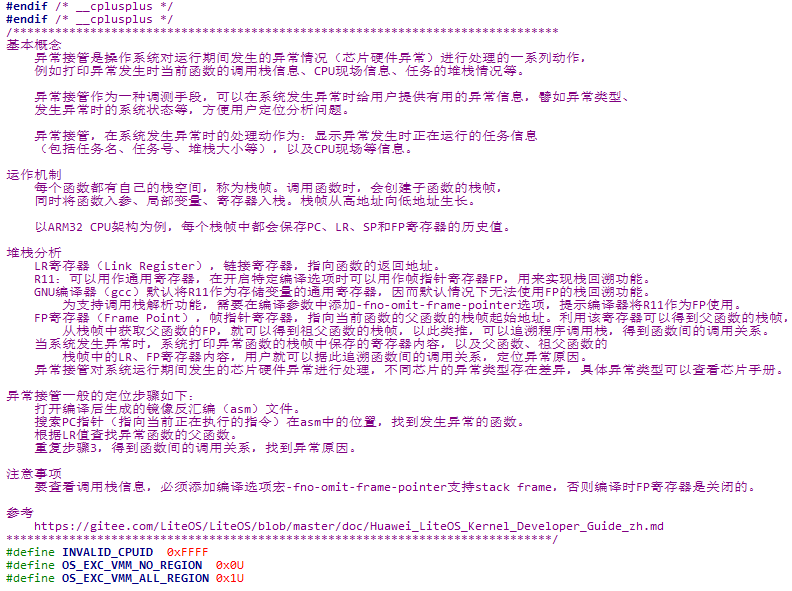 #endif /* __cplusplus */
#endif /* __cplusplus */
/******************************************************************************
基本概念
    异常接管是操作系统对运行期间发生的异常情况（芯片硬件异常）进行处理的一系列动作，
    例如打印异常发生时当前函数的调用栈信息、CPU现场信息、任务的堆栈情况等。

    异常接管作为一种调测手段，可以在系统发生异常时给用户提供有用的异常信息，譬如异常类型、
    发生异常时的系统状态等，方便用户定位分析问题。

    异常接管，在系统发生异常时的处理动作为：显示异常发生时正在运行的任务信息
    （包括任务名、任务号、堆栈大小等），以及CPU现场等信息。

运作机制
    每个函数都有自己的栈空间，称为栈帧。调用函数时，会创建子函数的栈帧，
    同时将函数入参、局部变量、寄存器入栈。栈帧从高地址向低地址生长。

    以ARM32 CPU架构为例，每个栈帧中都会保存PC、LR、SP和FP寄存器的历史值。

堆栈分析
    LR寄存器（Link Register），链接寄存器，指向函数的返回地址。
    R11：可以用作通用寄存器，在开启特定编译选项时可以用作帧指针寄存器FP，用来实现栈回溯功能。
    GNU编译器（gcc）默认将R11作为存储变量的通用寄存器，因而默认情况下无法使用FP的栈回溯功能。
        为支持调用栈解析功能，需要在编译参数中添加-fno-omit-frame-pointer选项，提示编译器将R11作为FP使用。
    FP寄存器（Frame Point），帧指针寄存器，指向当前函数的父函数的栈帧起始地址。利用该寄存器可以得到父函数的栈帧，
        从栈帧中获取父函数的FP，就可以得到祖父函数的栈帧，以此类推，可以追溯程序调用栈，得到函数间的调用关系。
    当系统发生异常时，系统打印异常函数的栈帧中保存的寄存器内容，以及父函数、祖父函数的
        栈帧中的LR、FP寄存器内容，用户就可以据此追溯函数间的调用关系，定位异常原因。
    异常接管对系统运行期间发生的芯片硬件异常进行处理，不同芯片的异常类型存在差异，具体异常类型可以查看芯片手册。

异常接管一般的定位步骤如下：
    打开编译后生成的镜像反汇编（asm）文件。
    搜索PC指针（指向当前正在执行的指令）在asm中的位置，找到发生异常的函数。
    根据LR值查找异常函数的父函数。
    重复步骤3，得到函数间的调用关系，找到异常原因。

注意事项
    要查看调用栈信息，必须添加编译选项宏-fno-omit-frame-pointer支持stack frame，否则编译时FP寄存器是关闭的。

参考
    https://gitee.com/LiteOS/LiteOS/blob/master/doc/Huawei_LiteOS_Kernel_Developer_Guide_zh.md
******************************************************************************/
#define INVALID_CPUID  0xFFFF
#define OS_EXC_VMM_NO_REGION  0x0U
#define OS_EXC_VMM_ALL_REGION 0x1U